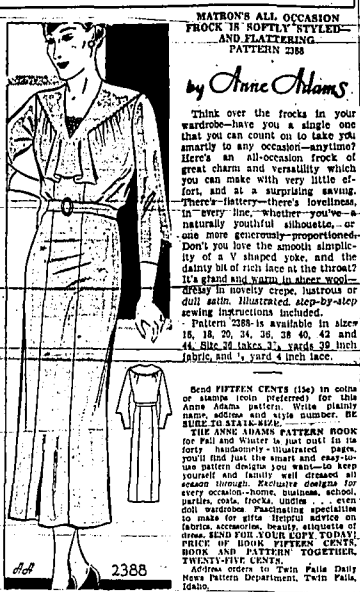 MATRON'S ALL OCCASION
FROCK IS SOFTLY STYLED—
AND FLATTERING
PATTERN 2388
by Anne Adams
Think over the frocks in your
wardrobe—have you a single one
that you can count on to take you
smartly to any occasion—anytime?
Here's an all-occasion frock of
great charm and versatility which
you can make with very little ef-
fort, and at a surprising saving.
There's flattery—there's loveliness,
in every line, whether you've a
naturally youthful silhouette, or
one more generously proportioned.
Don't you love the smooth simplic-
ity of a V shaped yoke, and the
dainty bit of rich lace at the throat?
It's grand and warm in sheer wool—
dressy in novelty crepe, lustrous or
dull satin. Illustrated, step-by-step
sewing instructions included.
Pattern 2388 is available in sizes
16, 18, 20, 34, 36, 38, 40, 42 and
44. Size 36 takes yards 39 inch
fabric, and yard 4 inch lace.
Send FIFTEEN CENTS (15c) in coins
or stamps (coin preferred) for this
Anne Adams pattern. Write plainly
name, address and style number. BE
SURE TO STATE SIZE.
THE ANNE ADAMS PATTERN BOOK
for Fall and Winter is just out! In its
forty handsomely-illustrated pages,
you'll find just the smart and easy-to-
use pattern designs you want—to keep
yourself and family well dressed all
season through. Exclusive designs for
every occasion--home, business, school,
parties, coats, frocks, undies . . . even
doll wardrobes. Fascinating specialties
to make for gifts Helpful advice on
fabrics, accessories, beauty, etiquette of
dress. SEND FOR YOUR COPY TODAY!
PRICE OF BOOK FIFTEEN CENTS.
BOOK AND PATTERN TOGETHER,
TWENTY-FIVE CENTS.
Address orders to Twin Falls Daily
News Pattern Department, Twin Falls,
Idaho.
AA 2388